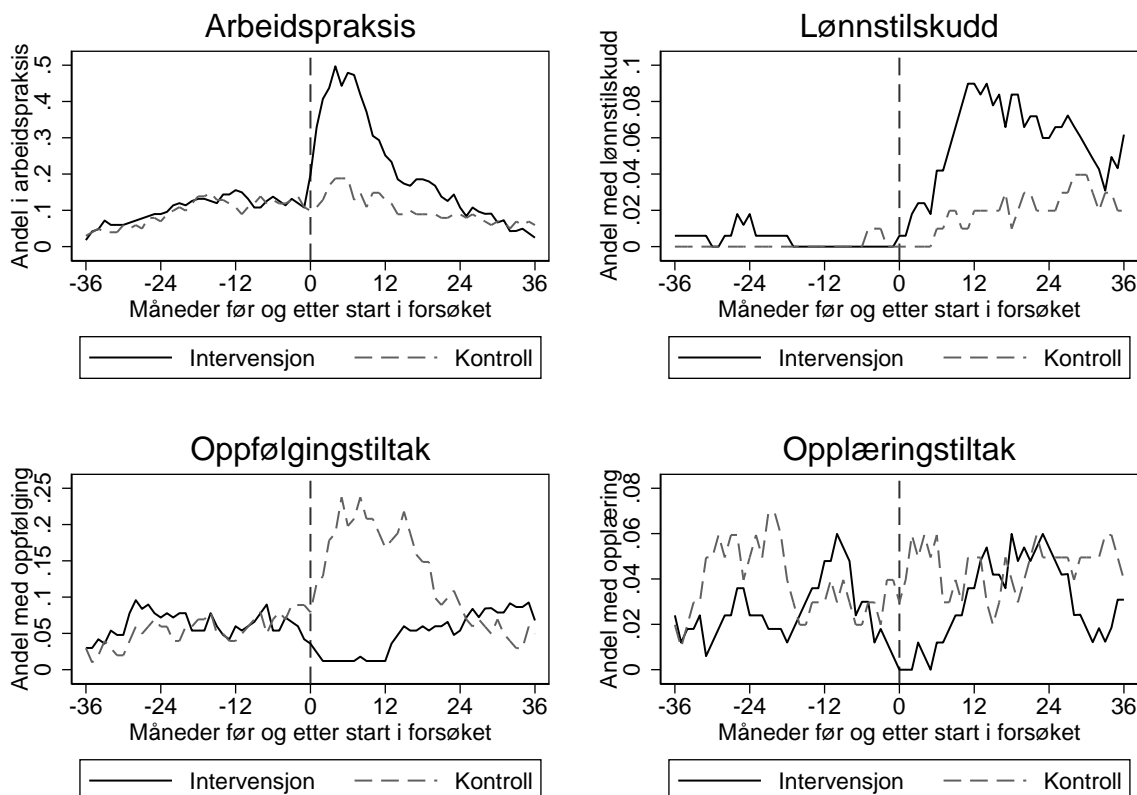 Arbeidspraksis
Andel i arbeidspraksis
0 .1 .2 .3 .4 .5
-36 -24 -12 0 12 24 36
Måneder før og etter start i forsøket
Intervensjon Kontroll
Lønnstilskudd
Andel med lønnstilskudd
0 .02 .04 .06 .08 .1
-36 -24 -12 0 12 24 36
Måneder før og etter start i forsøket
Intervensjon Kontroll
Oppfølgingstiltak
Andel med oppfølging
0 .05 .1 .15 .2 .25
-36 -24 -12 0 12 24 36
Måneder før og etter start i forsøket
Intervensjon Kontroll
Opplæringstiltak
Andel med opplæring
0 .02 .04 .06 .08
-36 -24 -12 0 12 24 36
Måneder før og etter start i forsøket
Intervensjon Kontroll